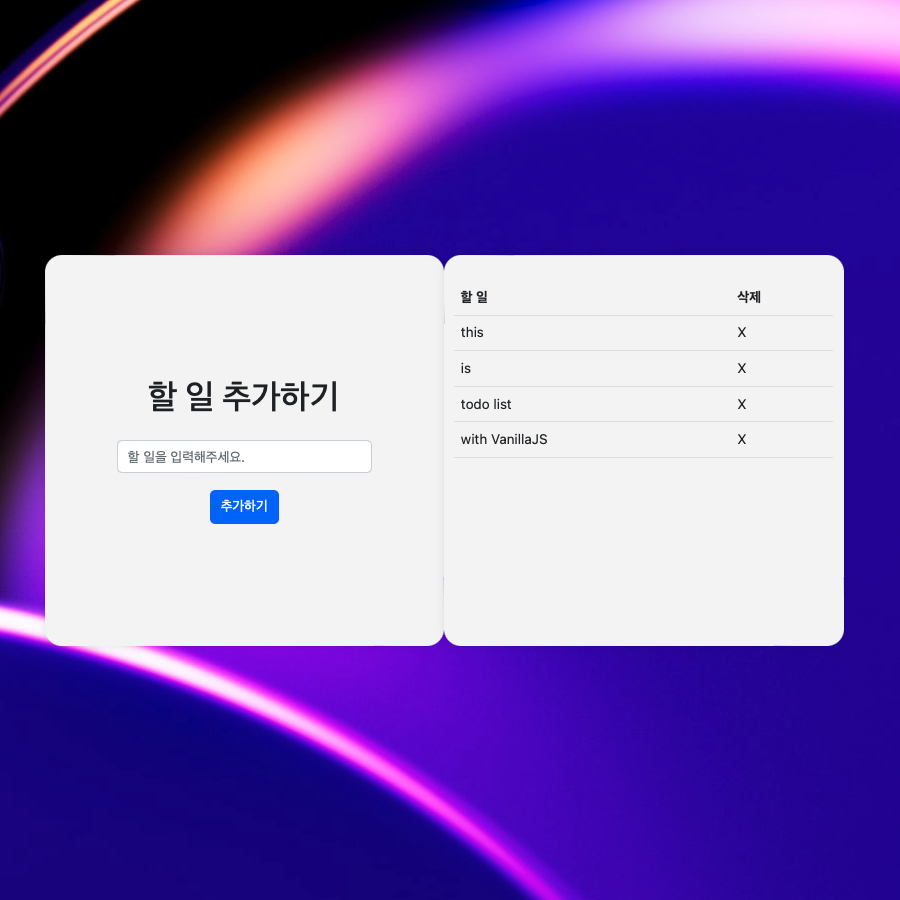 할 일 추가하기
할 일을 입력해주세요.
추가하기
할 일 삭제
this X
is X
todo list X
with VanillaJS X